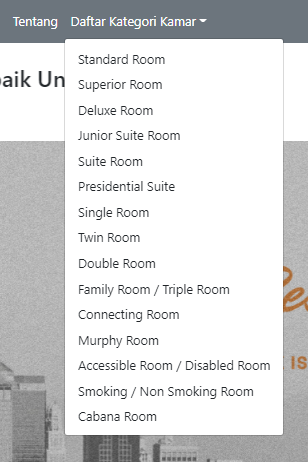 Tentang Daftar Kategori Kamar
aik Un
Standard Room
Superior Room
Deluxe Room
Junior Suite Room
Suite Room
Presidential Suite
Single Room
Twin Room
Double Room
Family Room / Triple Room
Connecting Room
Murphy Room
Accessible Room / Disabled Room
IS
Smoking / Non Smoking Room
Cabana Room